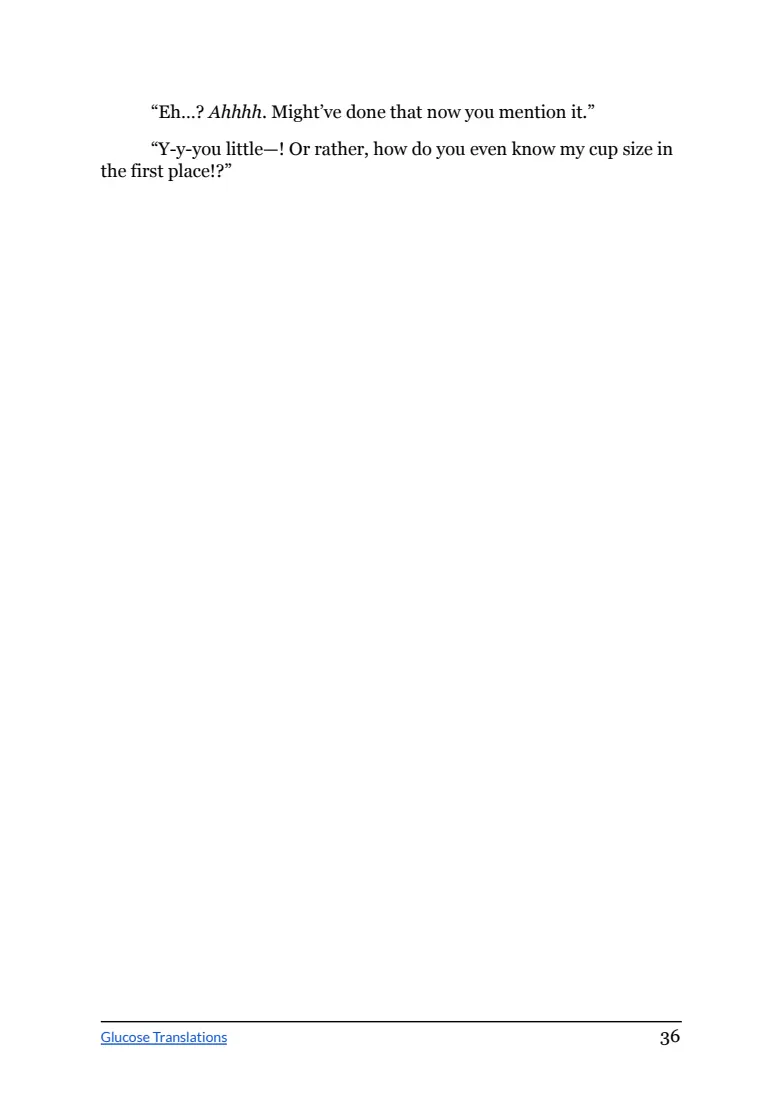 “Eh...? Ahhhh. Might’ve done that now you mention it.”
“Y-y-you little—! Or rather, how do you even know my cup size in
the first place!?”
Glucose Translations
36